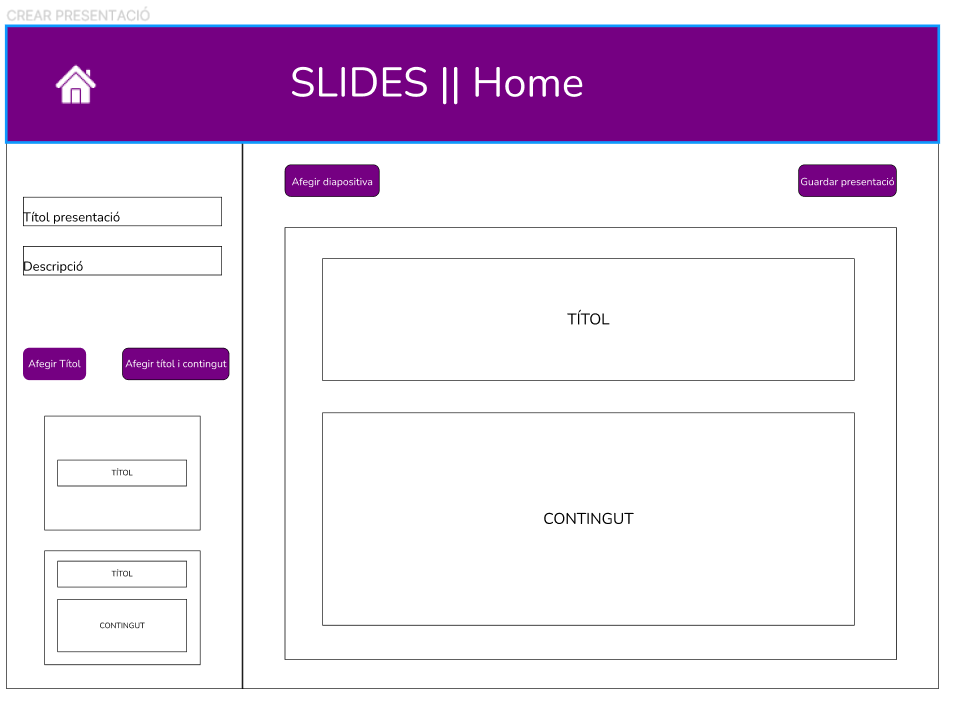 CREAR PRESENTACIÓ
SLIDES || Home
Títol presentació
Descripció
Afegir Títol
Afegir títol i contingut
TÍTOL
TÍTOL
CONTINGUT
Afegir diapositiva
Guardar presentació
TÍTOL
CONTINGUT